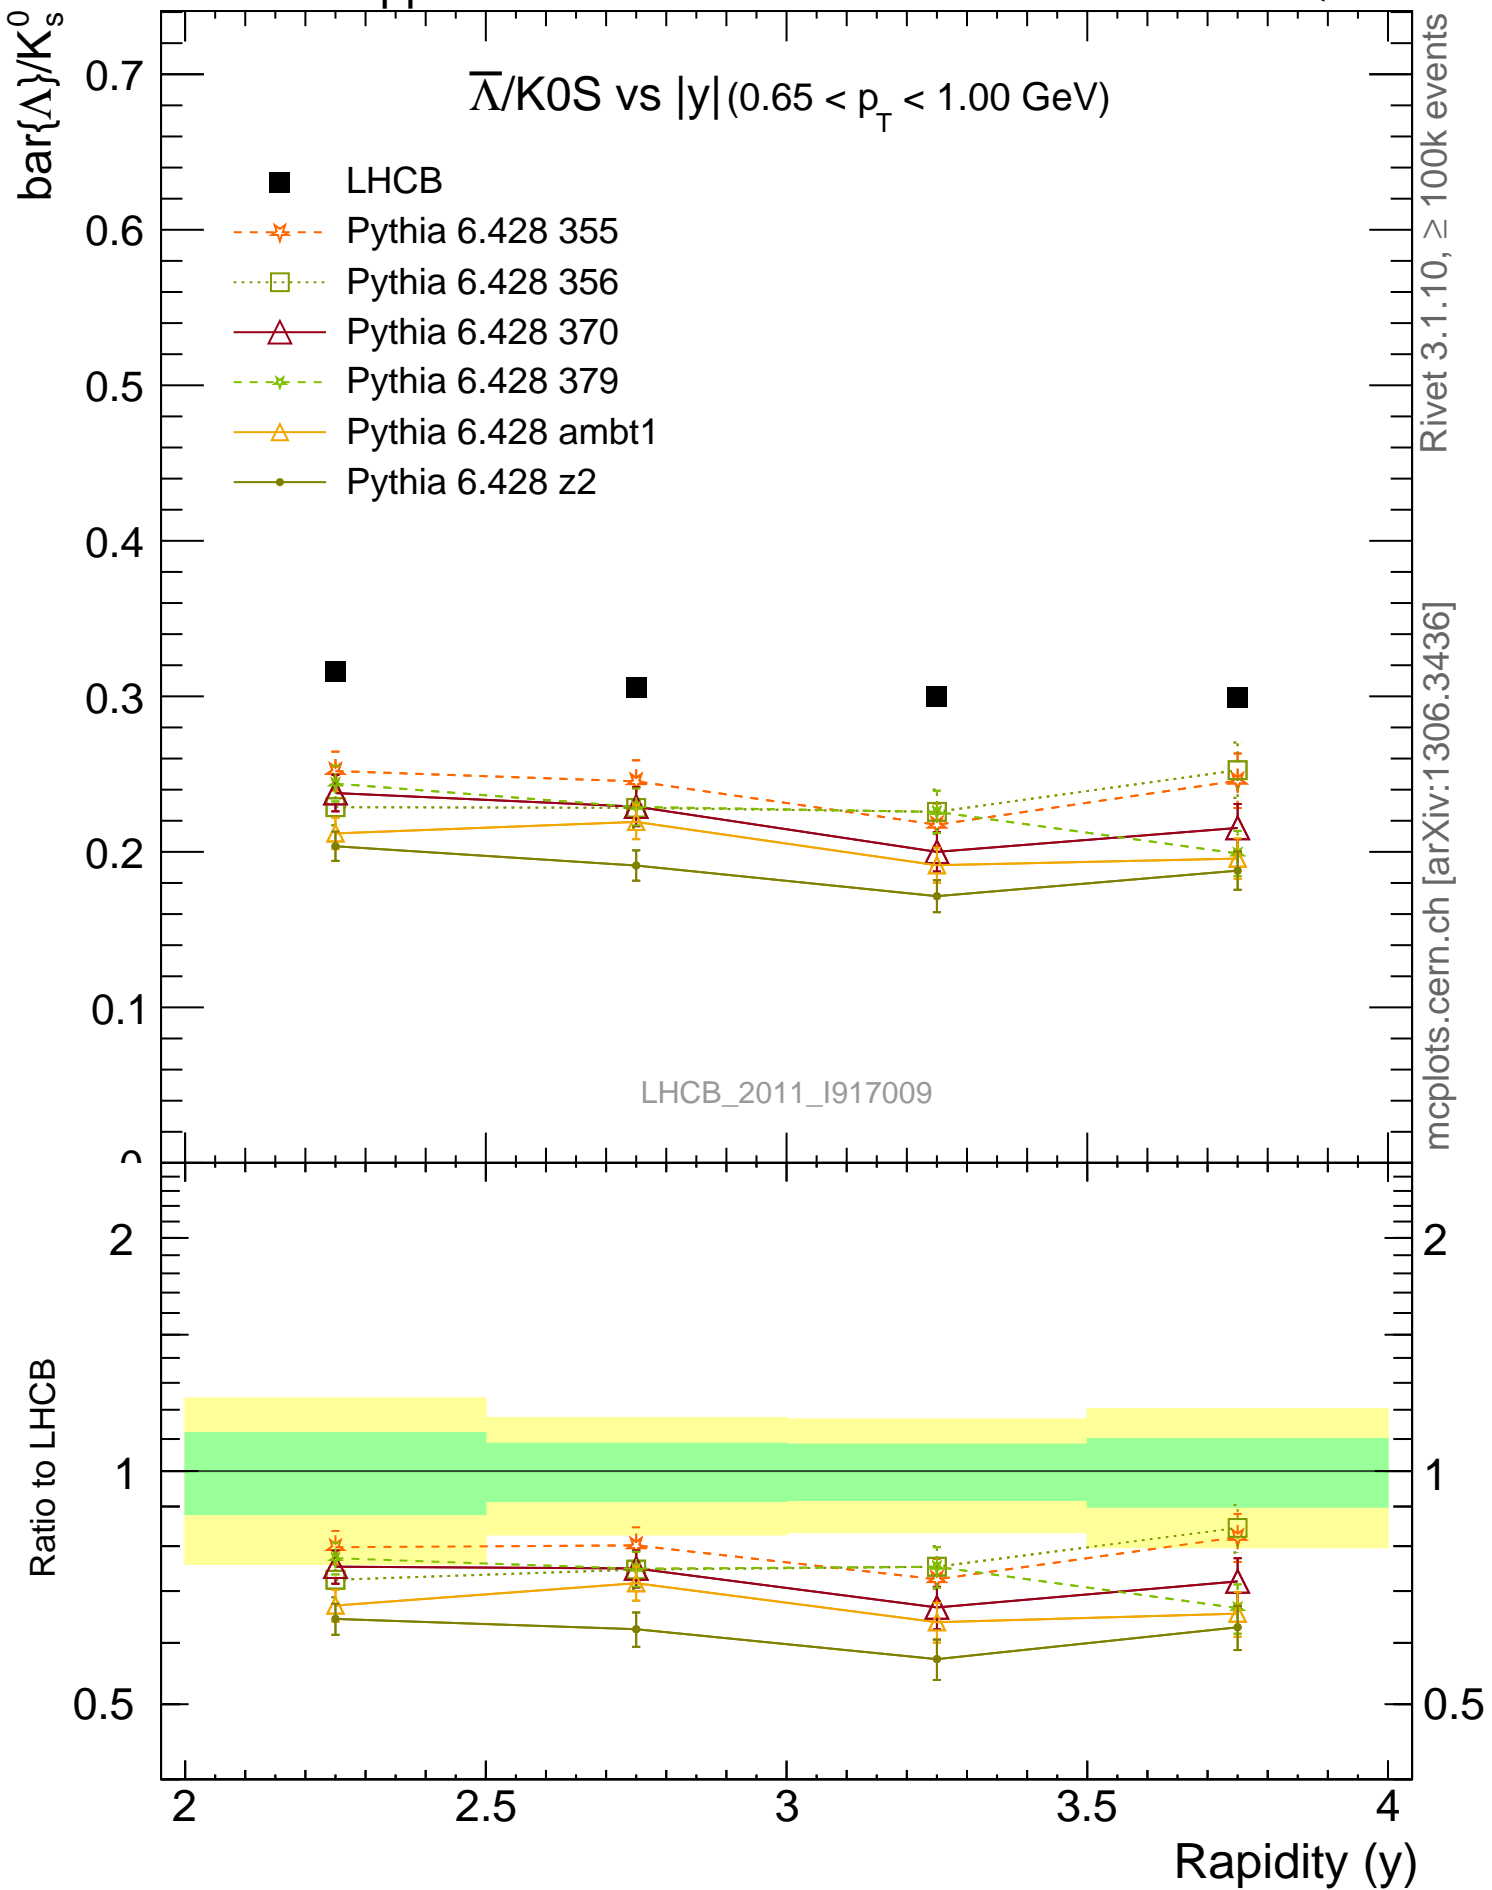 bar{Λ}/K⁰ₛ
Λ̅/K0S vs |y| (0.65 < p_T < 1.00 GeV)
LHCB
Pythia 6.428 355
Pythia 6.428 356
Pythia 6.428 370
Pythia 6.428 379
Pythia 6.428 ambt1
Pythia 6.428 z2
0.7
0.6
0.5
0.4
0.3
0.2
0.1
LHCB_2011_I917009
Rivet 3.1.10, ≥ 100k events
mcplots.cern.ch [arXiv:1306.3436]
Ratio to LHCB
2
1
0.5
2
1
0.5
2
2.5
3
3.5
4
Rapidity (y)